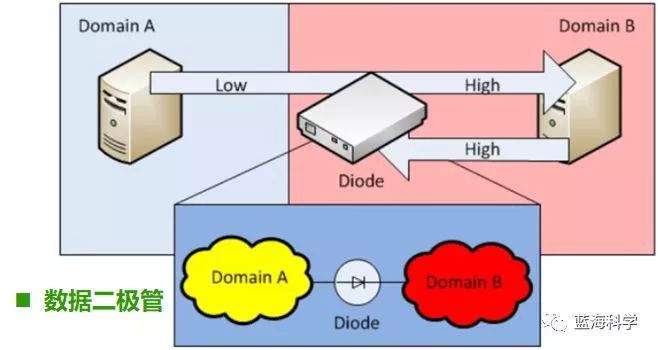 Domain A
Domain B
Low
High
High
Diode
Domain A
Domain B
Diode
数据二极管
蓝海科学